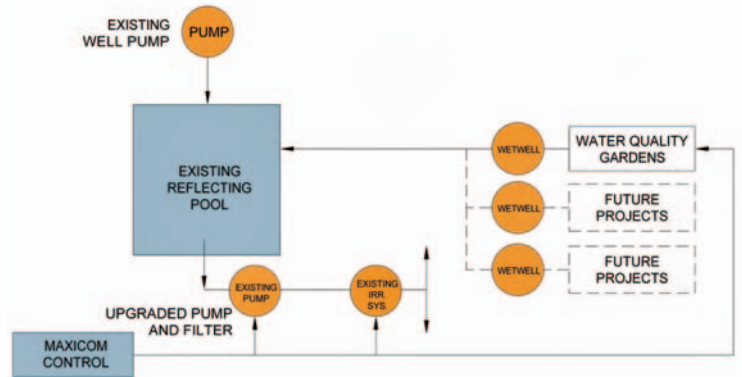 EXISTING
WELL PUMP
PUMP
EXISTING
REFLECTING
POOL
WETWELL
WATER QUALITY
GARDENS
WETWELL
FUTURE
PROJECTS
WETWELL
FUTURE
PROJECTS
EXISTING
PUMP
EXISTING
IRR.
SYS.
UPGRADED PUMP
AND FILTER
MAXICOM
CONTROL